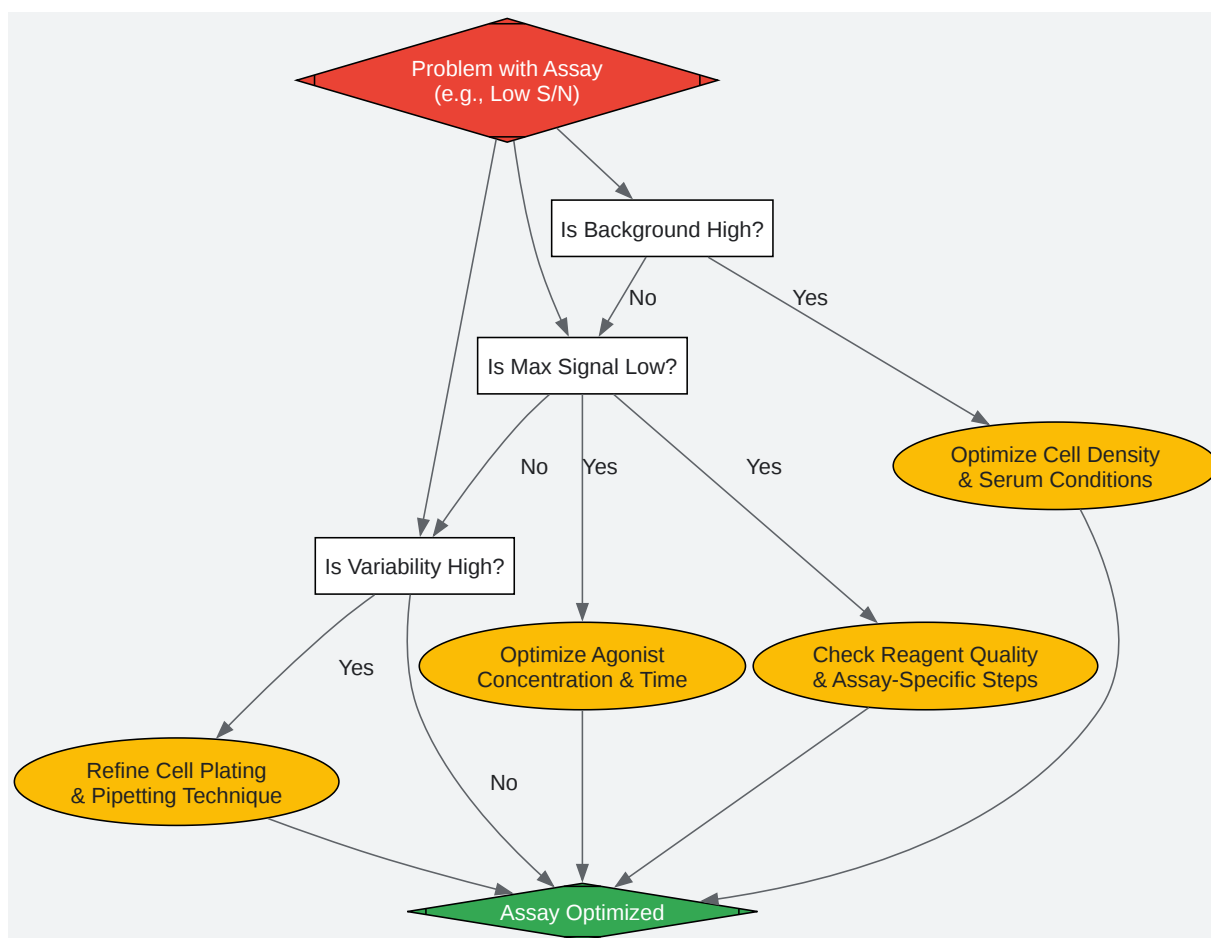 Problem with Assay
(e.g., Low S/N)
Is Background High?
No
Yes
Is Max Signal Low?
Optimize Cell Density
& Serum Conditions
No
Yes
Yes
Is Variability High?
Optimize Agonist
Concentration & Time
Check Reagent Quality
& Assay-Specific Steps
Yes
Refine Cell Plating
& Pipetting Technique
No
Assay Optimized